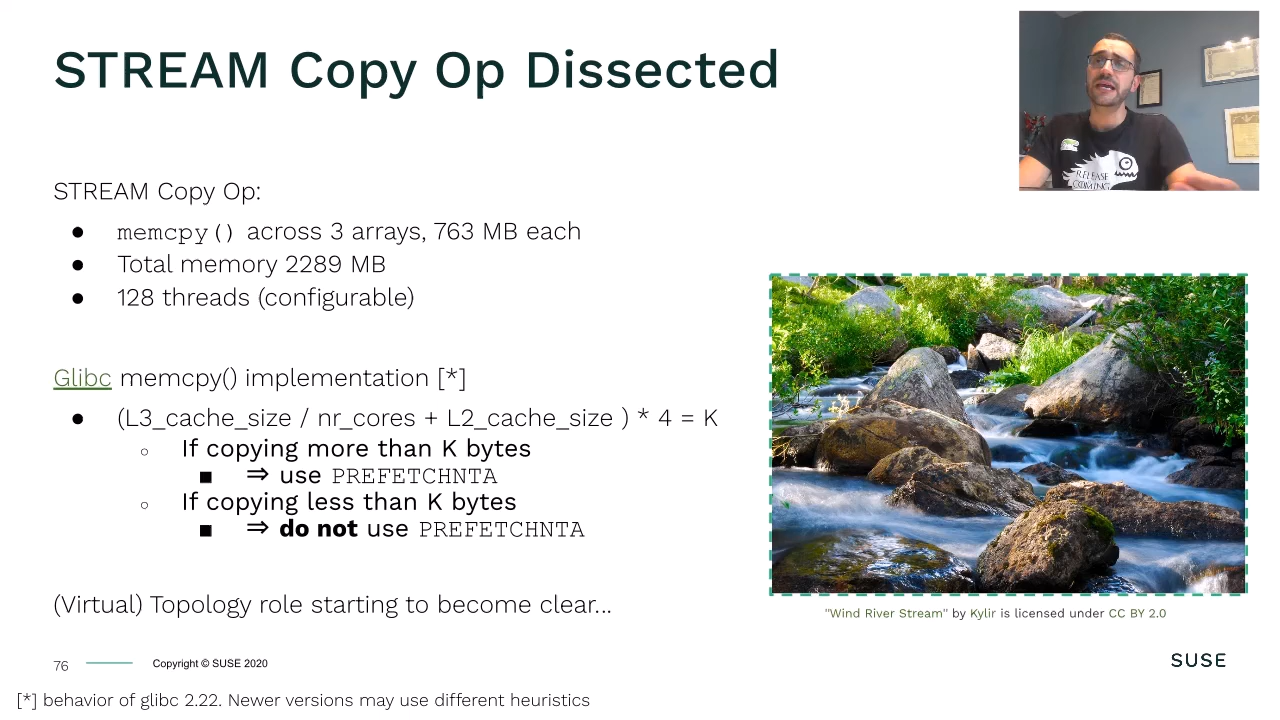 STREAM Copy Op Dissected
RELEASE
COMING
STREAM Copy Op:
● memcpy() across 3 arrays, 763 MB each
● Total memory 2289 MB
● 128 threads (configurable)
Glibc memcpy() implementation [*]
● (L3_cache_size / nr_cores + L2_cache_size ) * 4 = K
○ If copying more than K bytes
■ ⇒ use PREFETCHNTA
○ If copying less than K bytes
■ ⇒ do not use PREFETCHNTA
(Virtual) Topology role starting to become clear...
"Wind River Stream" by Kylir is licensed under CC BY 2.0
76 Copyright © SUSE 2020
SUSE
[*] behavior of glibc 2.22. Newer versions may use different heuristics